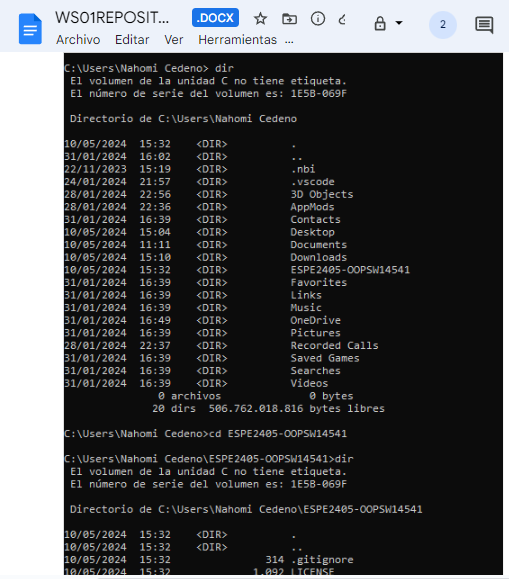 WS01REPOSIT... .DOCX
2
Archivo Editar Ver Herramientas ...
C:\Users\Nahomi Cedeno> dir
El volumen de la unidad C no tiene etiqueta.
El número de serie del volumen es: 1E5B-069F
Directorio de C:\Users\Nahomi Cedeno
10/05/2024 15:32 <DIR> .
31/01/2024 16:02 <DIR> ..
22/11/2023 15:19 <DIR> .nbi
24/01/2024 21:57 <DIR> .vscode
28/01/2024 22:56 <DIR> 3D Objects
28/01/2024 22:36 <DIR> AppMods
31/01/2024 16:39 <DIR> Contacts
10/05/2024 15:04 <DIR> Desktop
10/05/2024 11:11 <DIR> Documents
10/05/2024 15:10 <DIR> Downloads
10/05/2024 15:32 <DIR> ESPE2405-OOPSW14541
31/01/2024 16:39 <DIR> Favorites
31/01/2024 16:39 <DIR> Links
31/01/2024 16:39 <DIR> Music
31/01/2024 16:49 <DIR> OneDrive
31/01/2024 16:39 <DIR> Pictures
28/01/2024 22:37 <DIR> Recorded Calls
31/01/2024 16:39 <DIR> Saved Games
31/01/2024 16:39 <DIR> Searches
31/01/2024 16:39 <DIR> Videos
0 archivos 0 bytes
20 dirs 506.762.018.816 bytes libres
C:\Users\Nahomi Cedeno>cd ESPE2405-OOPSW14541
C:\Users\Nahomi Cedeno\ESPE2405-OOPSW14541>dir
El volumen de la unidad C no tiene etiqueta.
El número de serie del volumen es: 1E5B-069F
Directorio de C:\Users\Nahomi Cedeno\ESPE2405-OOPSW14541
10/05/2024 15:32 <DIR> .
10/05/2024 15:32 <DIR> ..
10/05/2024 15:32 314 .gitignore
10/05/2024 15:32 1.092 LICENSE